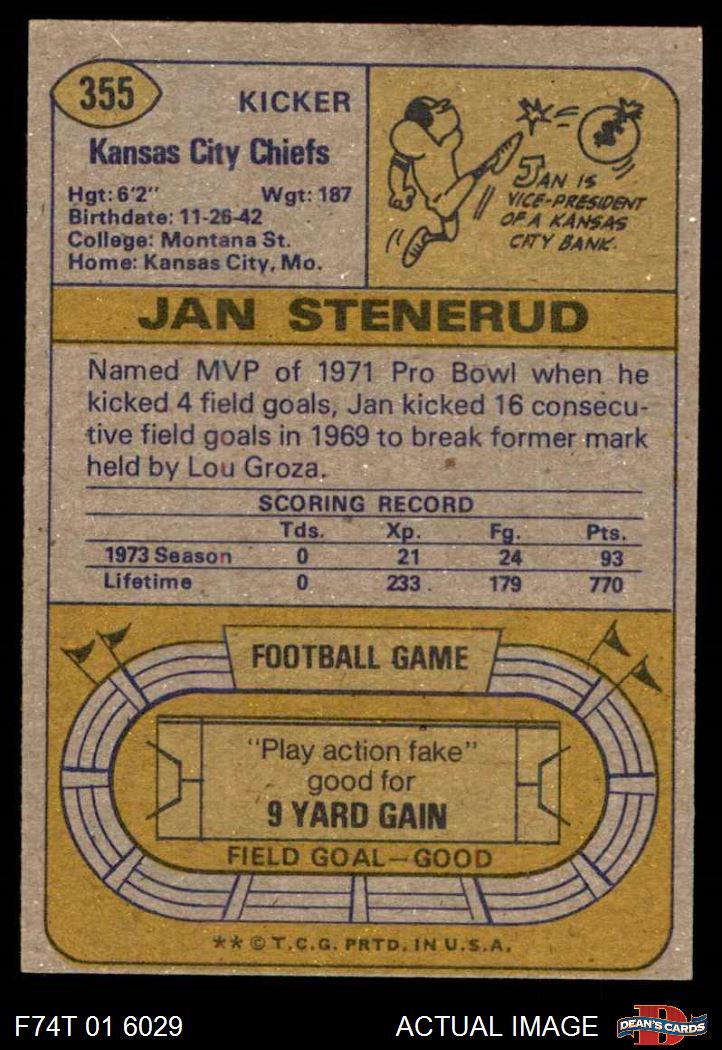 355
KICKER
Kansas City Chiefs
Hgt: 6'2" Wgt: 187
Birthdate: 11-26-42
College: Montana St.
Home: Kansas City, Mo.
$
JAN IS
VICE-PRESIDENT
OF A KANSAS
CITY BANK.
JAN STENERUD
Named MVP of 1971 Pro Bowl when he
kicked 4 field goals, Jan kicked 16 consecu-
tive field goals in 1969 to break former mark
held by Lou Groza.
SCORING RECORD
Tds. Xp. Fg. Pts.
1973 Season 0 21 24 93
Lifetime 0 233 179 770
FOOTBALL GAME
"Play action fake"
good for
9 YARD GAIN
FIELD GOAL—GOOD
** © T.C.G. PRTD. IN U.S.A.
F74T 01 6029
ACTUAL IMAGE
D
DEAN'S CARDS